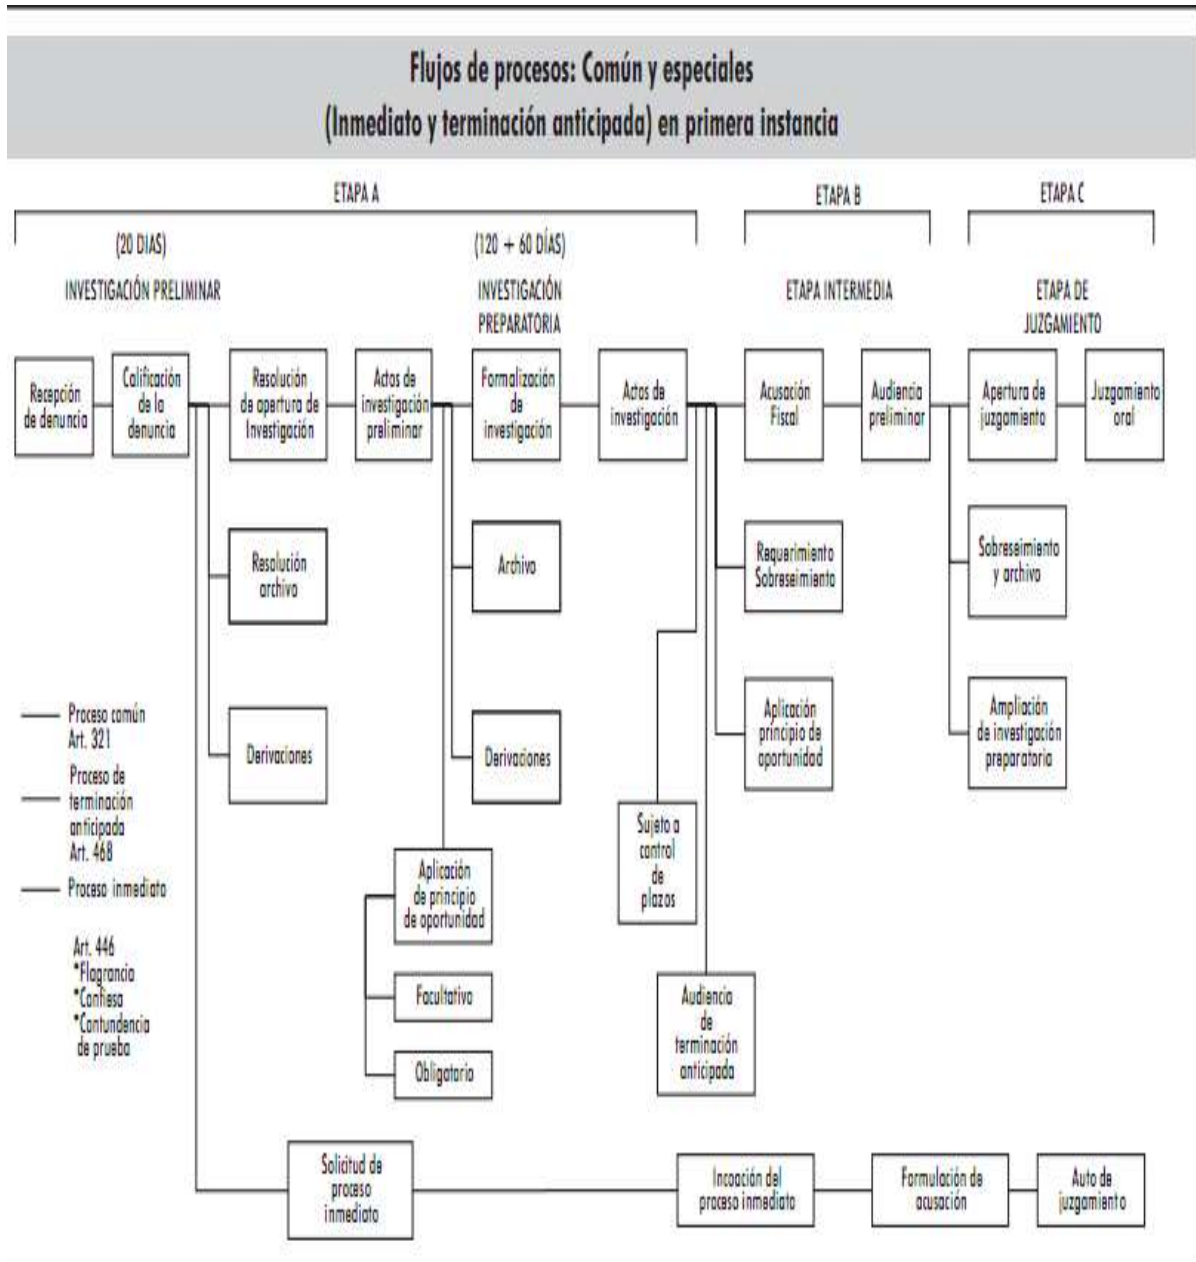 Flujos de procesos: Común y especiales
(Inmediato y terminación anticipada) en primera instancia
ETAPA A
ETAPA B
ETAPA C
(20 DIAS)
(120 + 60 DÍAS)
INVESTIGACIÓN PRELIMINAR
INVESTIGACIÓN
PREPARATORIA
ETAPA INTERMEDIA
ETAPA DE
JUZGAMIENTO
Recepción
de denuncia
Calificación
de la
denuncia
Resolución
de apertura de
Investigación
Actos de
investigación
preliminar
Formalización
de
investigación
Actos de
investigación
Acusación
Fiscal
Audiencia
preliminar
Apertura de
juzgamiento
Juzgamiento
oral
Resolución
archivo
Archivo
Requerimiento
Sobreseimiento
Sobreseimiento
y archivo
Derivaciones
Derivaciones
Aplicación
principio de
oportunidad
Ampliación
de investigación
preparatoria
Proceso común
Art. 321
Proceso de
terminación
anticipada
Art. 468
Proceso inmediato
Art. 446
*Flagrancia
*Confiesa
*Contundencia
de prueba
Aplicación
de principio
de oportunidad
Facultativo
Obligatorio
Sujeto a
control
de
plazos
Audiencia
de
terminación
anticipada
Solicitud de
proceso
inmediato
Incoación del
proceso inmediato
Formulación de
acusación
Auto de
juzgamiento